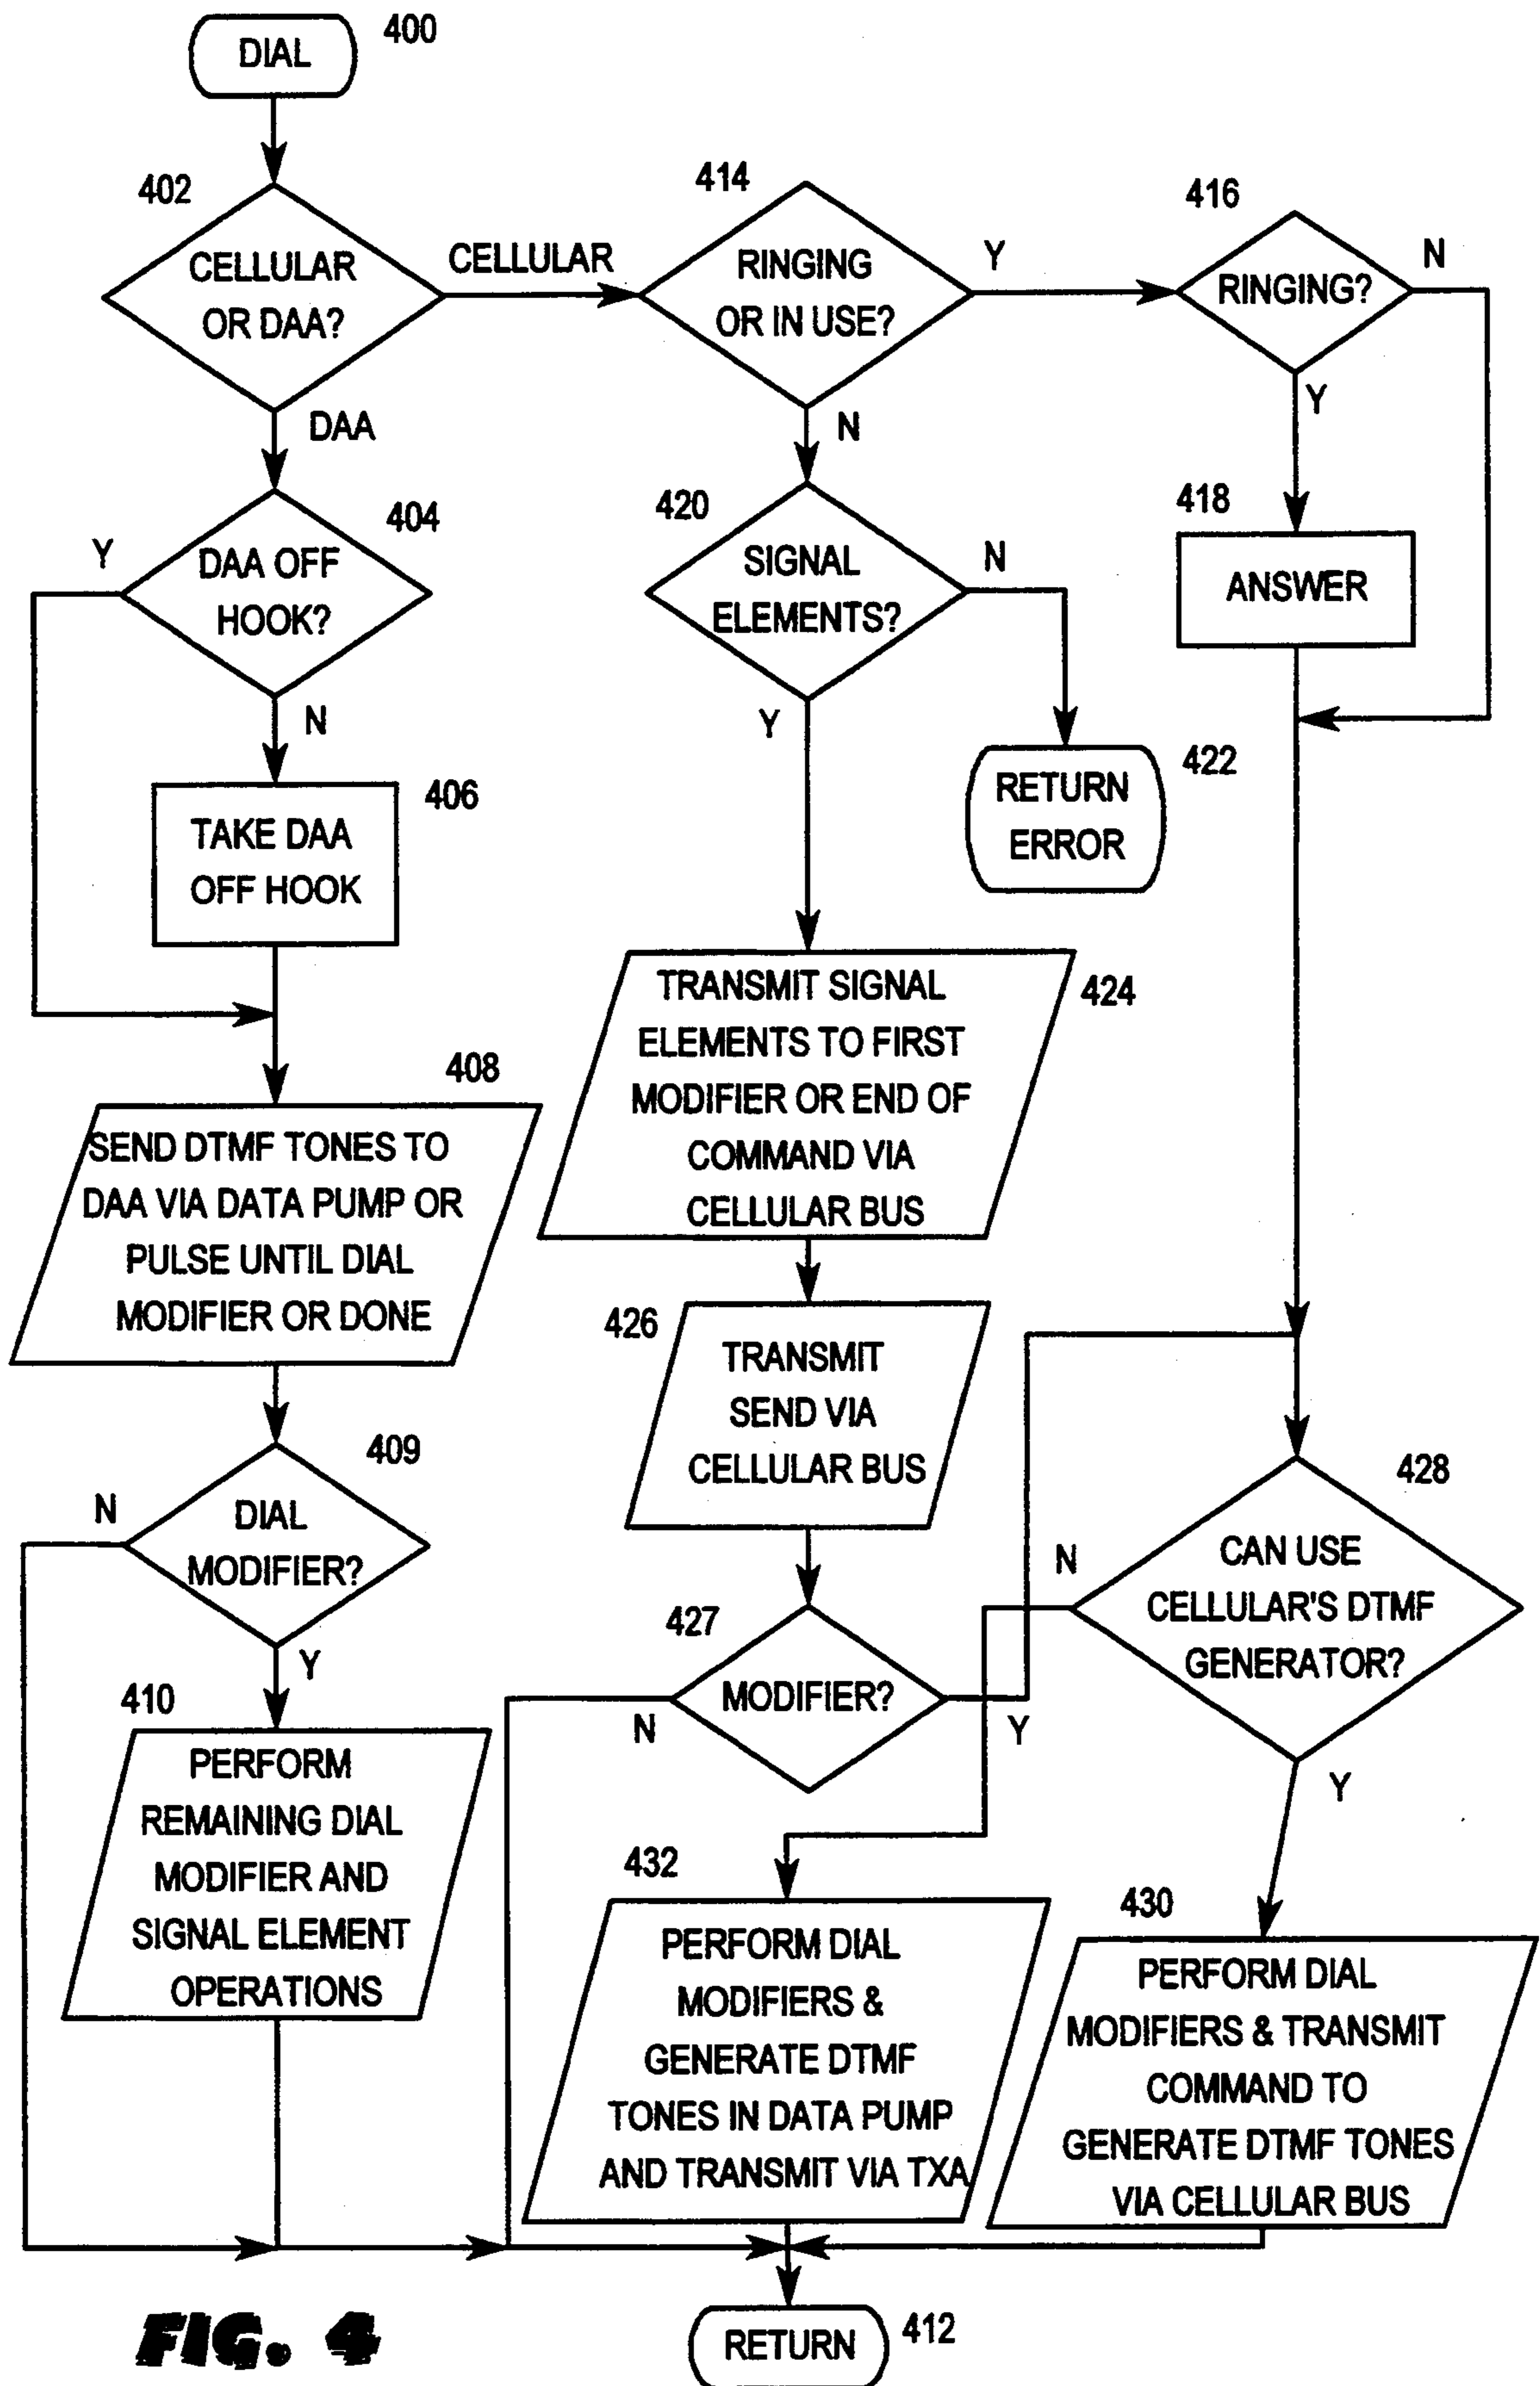 DIAL
400
402
CELLULAR
OR DAA?
CELLULAR
DAA
414
RINGING
OR IN USE?
Y
N
416
RINGING?
N
Y
404
DAA OFF
HOOK?
Y
N
420
SIGNAL
ELEMENTS?
N
Y
418
ANSWER
406
TAKE DAA
OFF HOOK
422
RETURN
ERROR
408
SEND DTMF TONES TO
DAA VIA DATA PUMP OR
PULSE UNTIL DIAL
MODIFIER OR DONE
424
TRANSMIT SIGNAL
ELEMENTS TO FIRST
MODIFIER OR END OF
COMMAND VIA
CELLULAR BUS
426
TRANSMIT
SEND VIA
CELLULAR BUS
409
DIAL
MODIFIER?
N
Y
427
MODIFIER?
N
Y
428
CAN USE
CELLULAR'S DTMF
GENERATOR?
N
Y
410
PERFORM
REMAINING DIAL
MODIFIER AND
SIGNAL ELEMENT
OPERATIONS
432
PERFORM DIAL
MODIFIERS &
GENERATE DTMF
TONES IN DATA PUMP
AND TRANSMIT VIA TXA
430
PERFORM DIAL
MODIFIERS & TRANSMIT
COMMAND TO
GENERATE DTMF TONES
VIA CELLULAR BUS
RETURN
412
FIG. 4